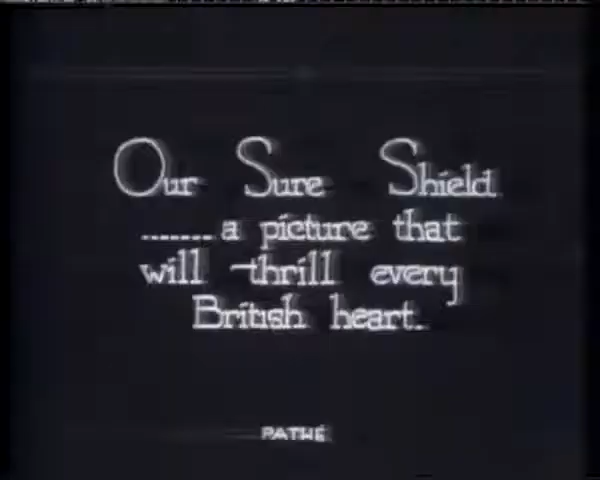 Our Sure Shield
....... a picture that
will thrill every
British heart.
PATHÉ